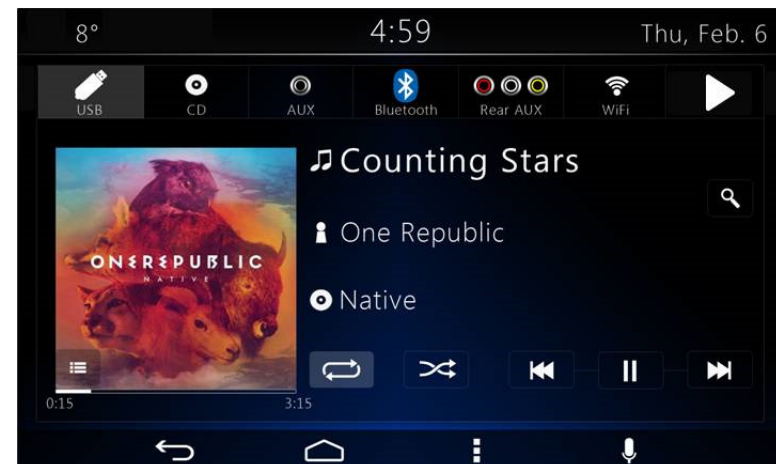 8° 4:59 Thu, Feb. 6
USB CD AUX Bluetooth Rear AUX WiFi
Counting Stars
One Republic
ONEREPUBLIC
NATIVE
Native
0:15 3:15